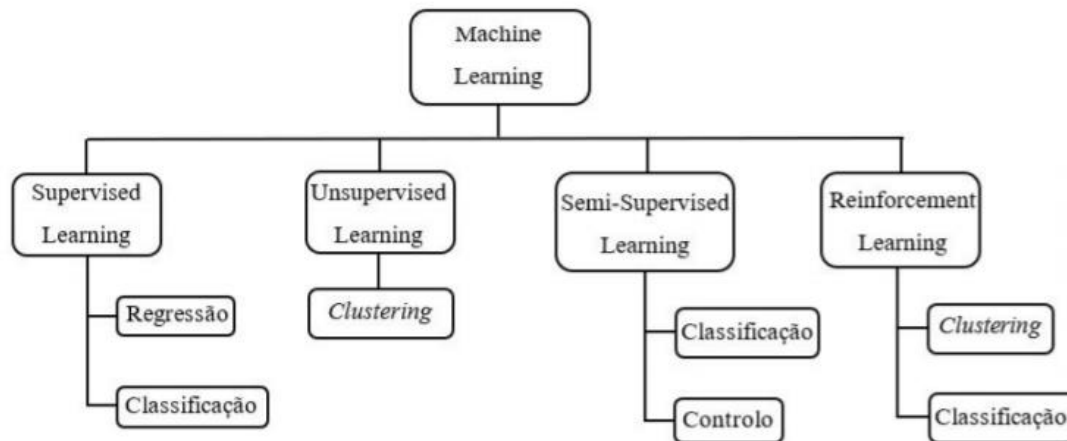 Machine
Learning
Supervised
Learning
Unsupervised
Learning
Semi-Supervised
Learning
Reinforcement
Learning
Regressão
Classificação
Clustering
Classificação
Controlo
Clustering
Classificação